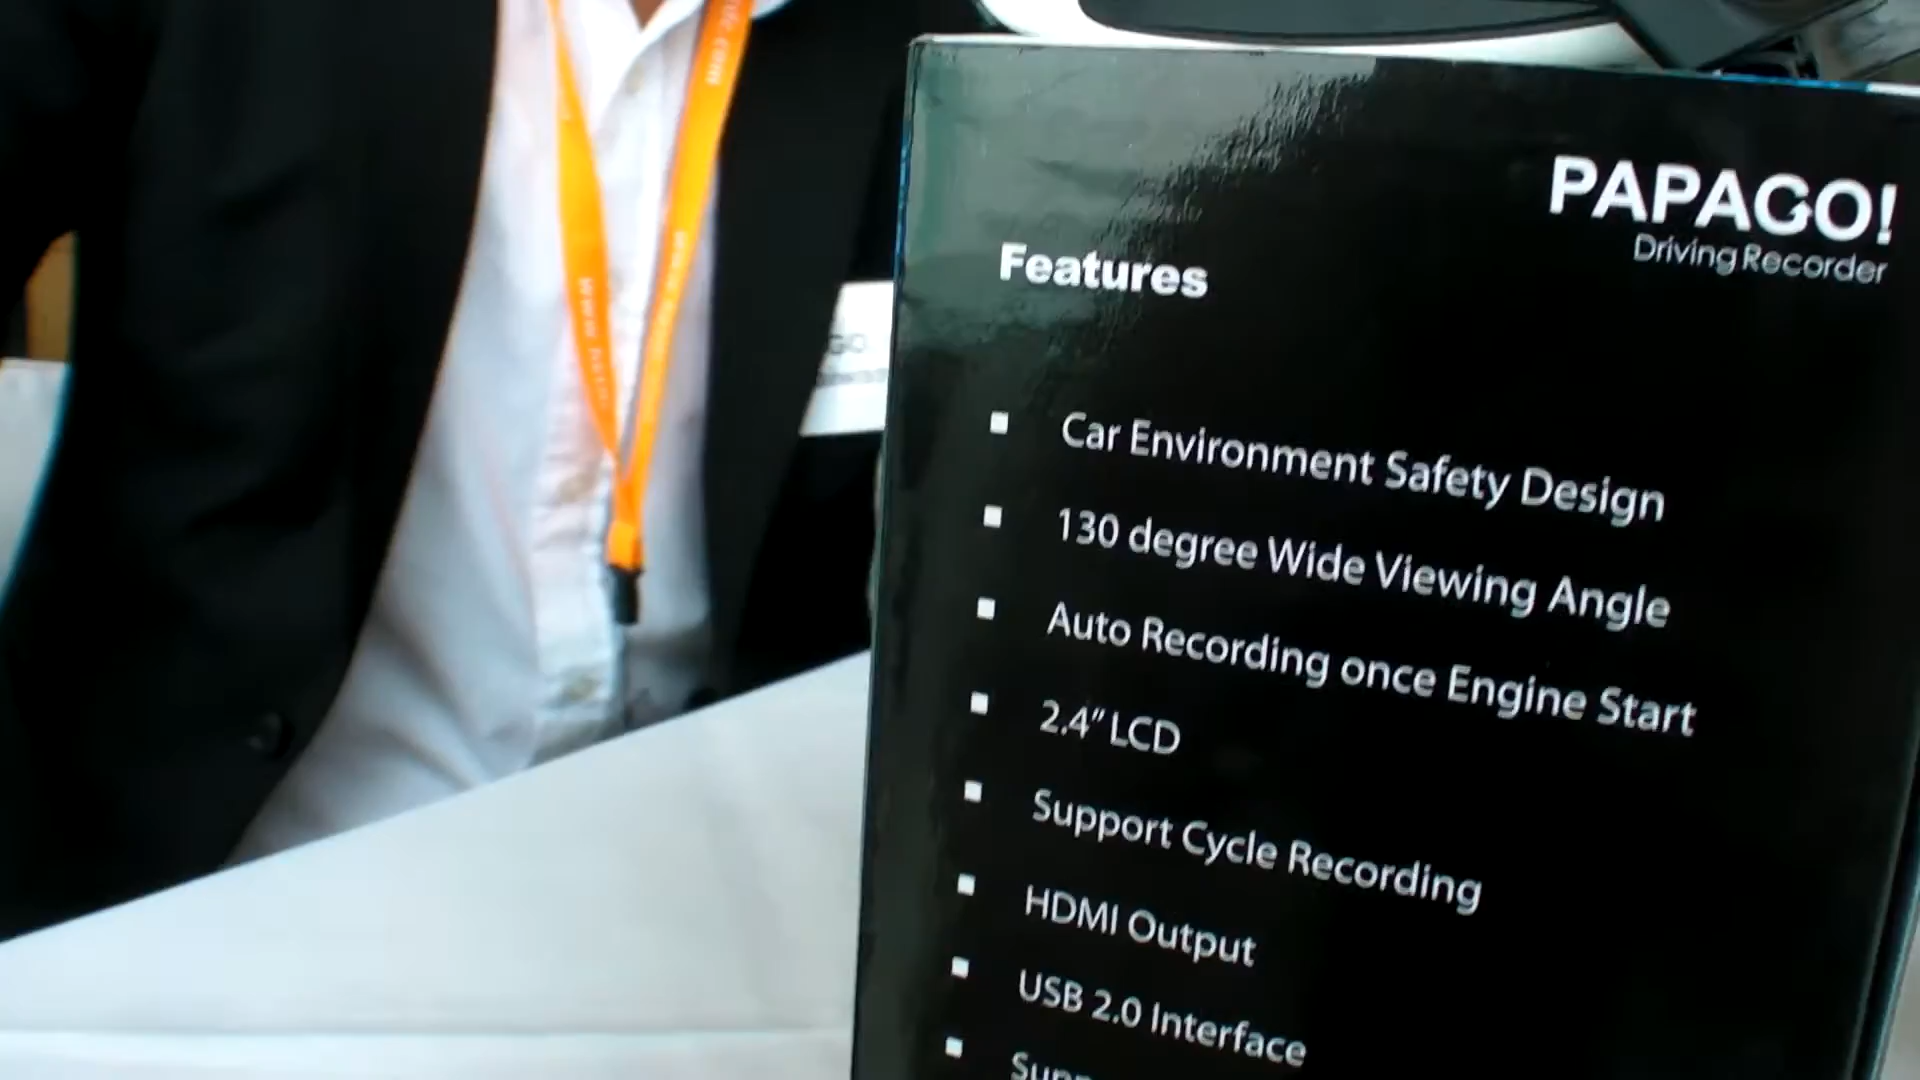 PAPAGO!
Driving Recorder
Features
Car Environment Safety Design
130 degree Wide Viewing Angle
Auto Recording once Engine Start
2.4" LCD
Support Cycle Recording
HDMI Output
USB 2.0 Interface